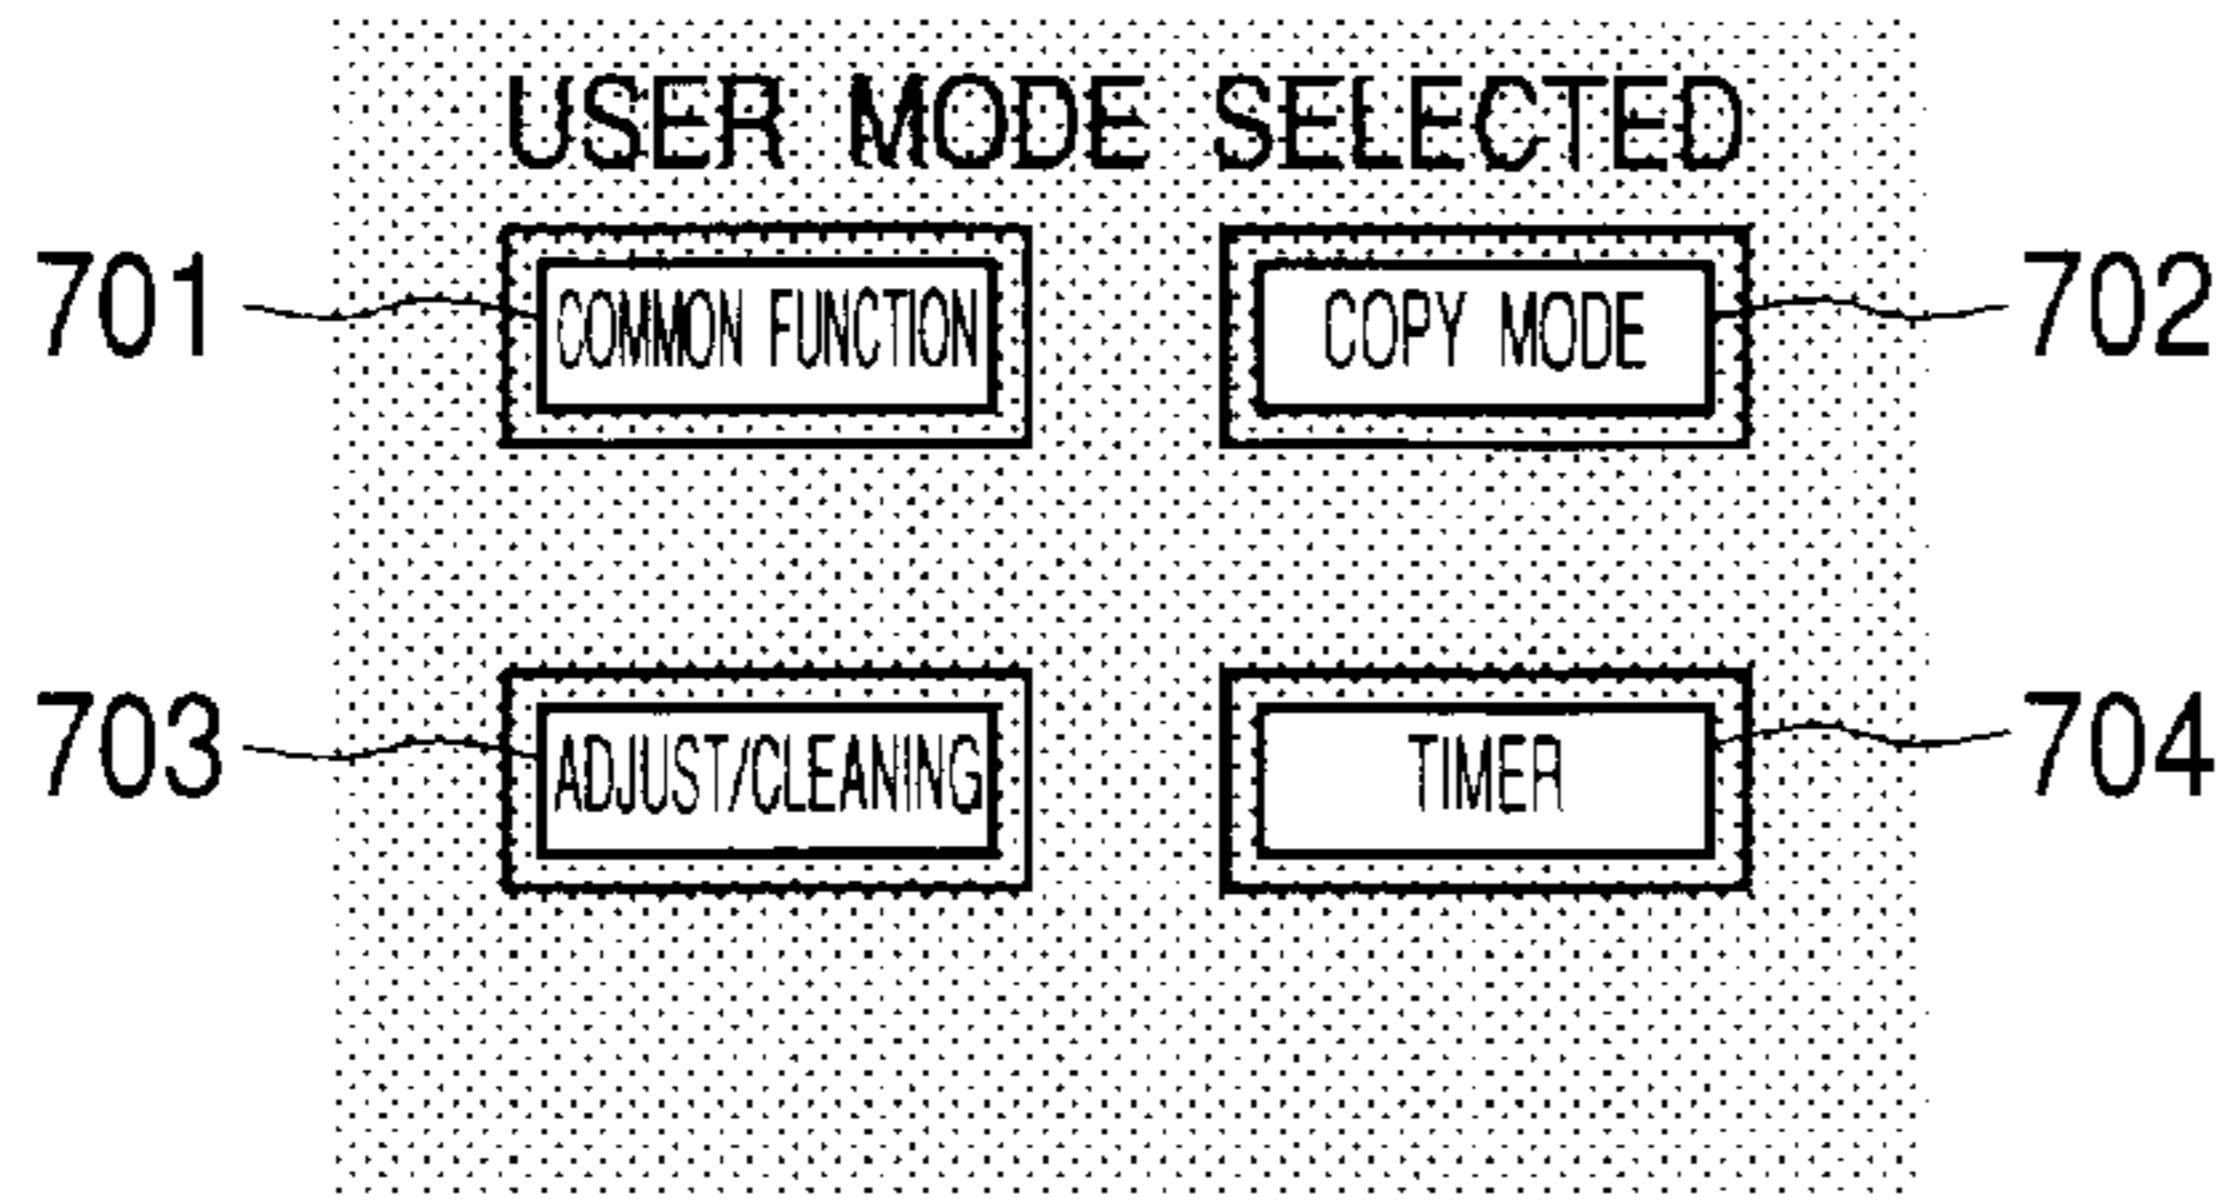 USER MODE SELECTED
701 COMMON FUNCTION COPY MODE 702
703 ADJUST/CLEANING TIMER 704